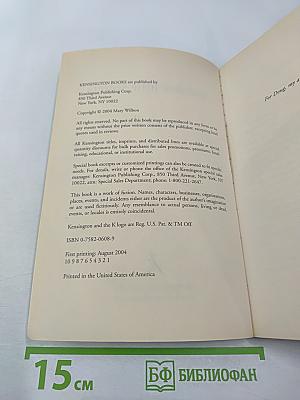 KENSINGTON BOOKS are published by
Kensington Publishing Corp.
850 Third Avenue
New York, NY 10022
Copyright © 2004 Mary Wilson
All rights reserved. No part of this book may be reproduced in any form or by
any means without the prior written consent of the publisher, excepting brief
quotes used in reviews.
All Kensington titles, imprints, and distributed lines are available at special
quantity discounts for bulk purchases for sales promotions, premiums, fund-
raising, educational, or institutional use.
Special book excerpts or customized printings can also be created to fit specific
needs. For details, write or phone the office of the Kensington special sales
manager: Kensington Publishing Corp., 850 Third Avenue, New York, NY
10022, attn: Special Sales Department; phone 1-800-221-2647.
This book is a work of fiction. Names, characters, businesses, organizations,
places, events, and incidents either are the product of the author's imagination
or are used fictitiously. Any resemblance to actual persons, living or dead,
events, or locales is entirely coincidental.
Kensington and the K logo are Reg. U.S. Pat. & TM Off.
ISBN 0-7582-0608-9
First printing: August 2004
10 9 8 7 6 5 4 3 2 1
Printed in the United States of America
For Doug, my
15 СМ
БФ БИБЛИОФАН